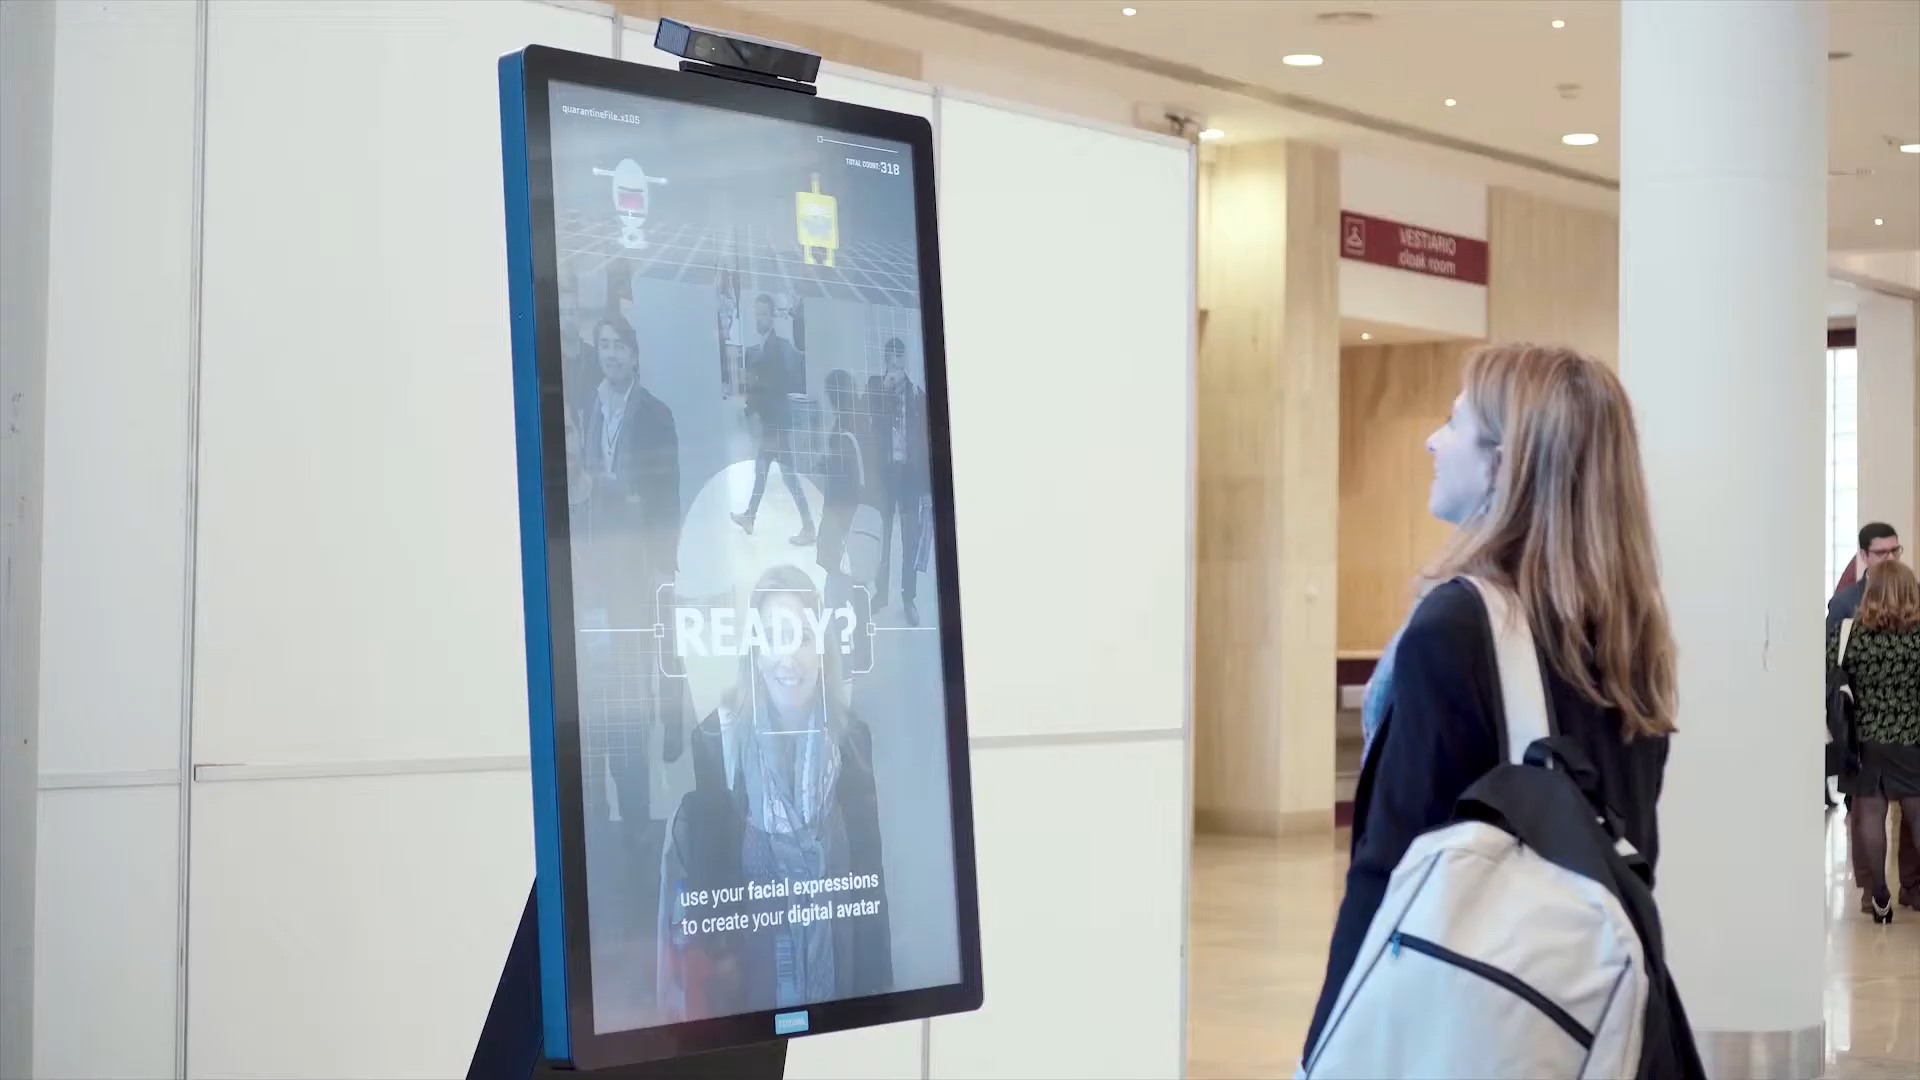 quarantineFile.x105
TOTAL COUNT:318
VESTIARIO
cloak room
READY?
use your facial expressions
to create your digital avatar